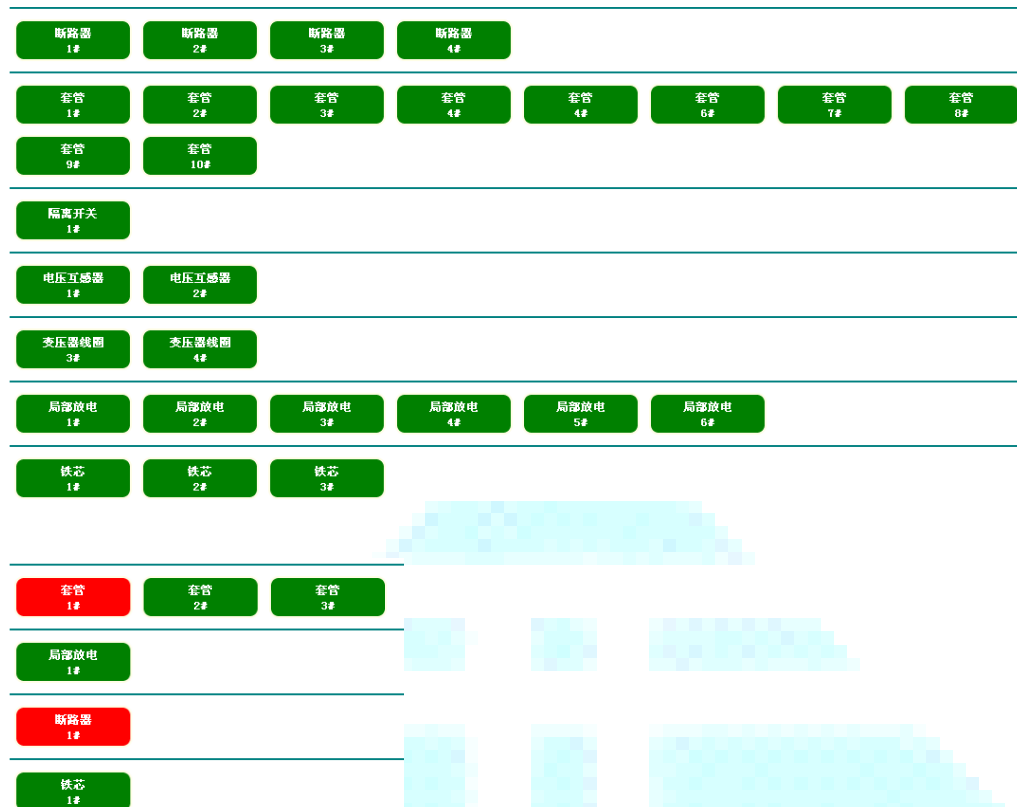 断路器 断路器 断路器 断路器
1# 2# 3# 4#
套管 套管 套管 套管 套管 套管 套管 套管
1# 2# 3# 4# 4# 6# 7# 8#
套管 套管
9# 10#
隔离开关
1#
电压互感器 电压互感器
1# 2#
变压器线圈 变压器线圈
3# 4#
局部放电 局部放电 局部放电 局部放电 局部放电 局部放电
1# 2# 3# 4# 5# 6#
铁芯 铁芯 铁芯
1# 2# 3#
套管 套管 套管
1# 2# 3#
局部放电
1#
断路器
1#
铁芯
1#